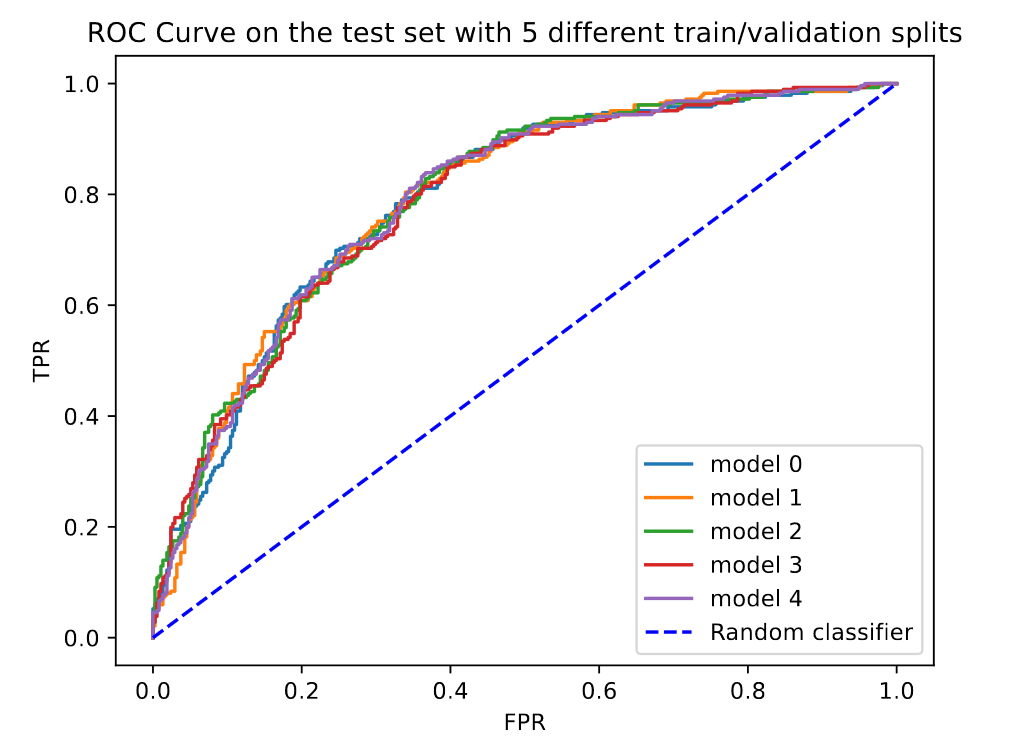 ROC Curve on the test set with 5 different train/validation splits
1.0
0.8
0.6
0.4
0.2
0.0
TPR
0.0 0.2 0.4 0.6 0.8 1.0
FPR
model 0
model 1
model 2
model 3
model 4
Random classifier